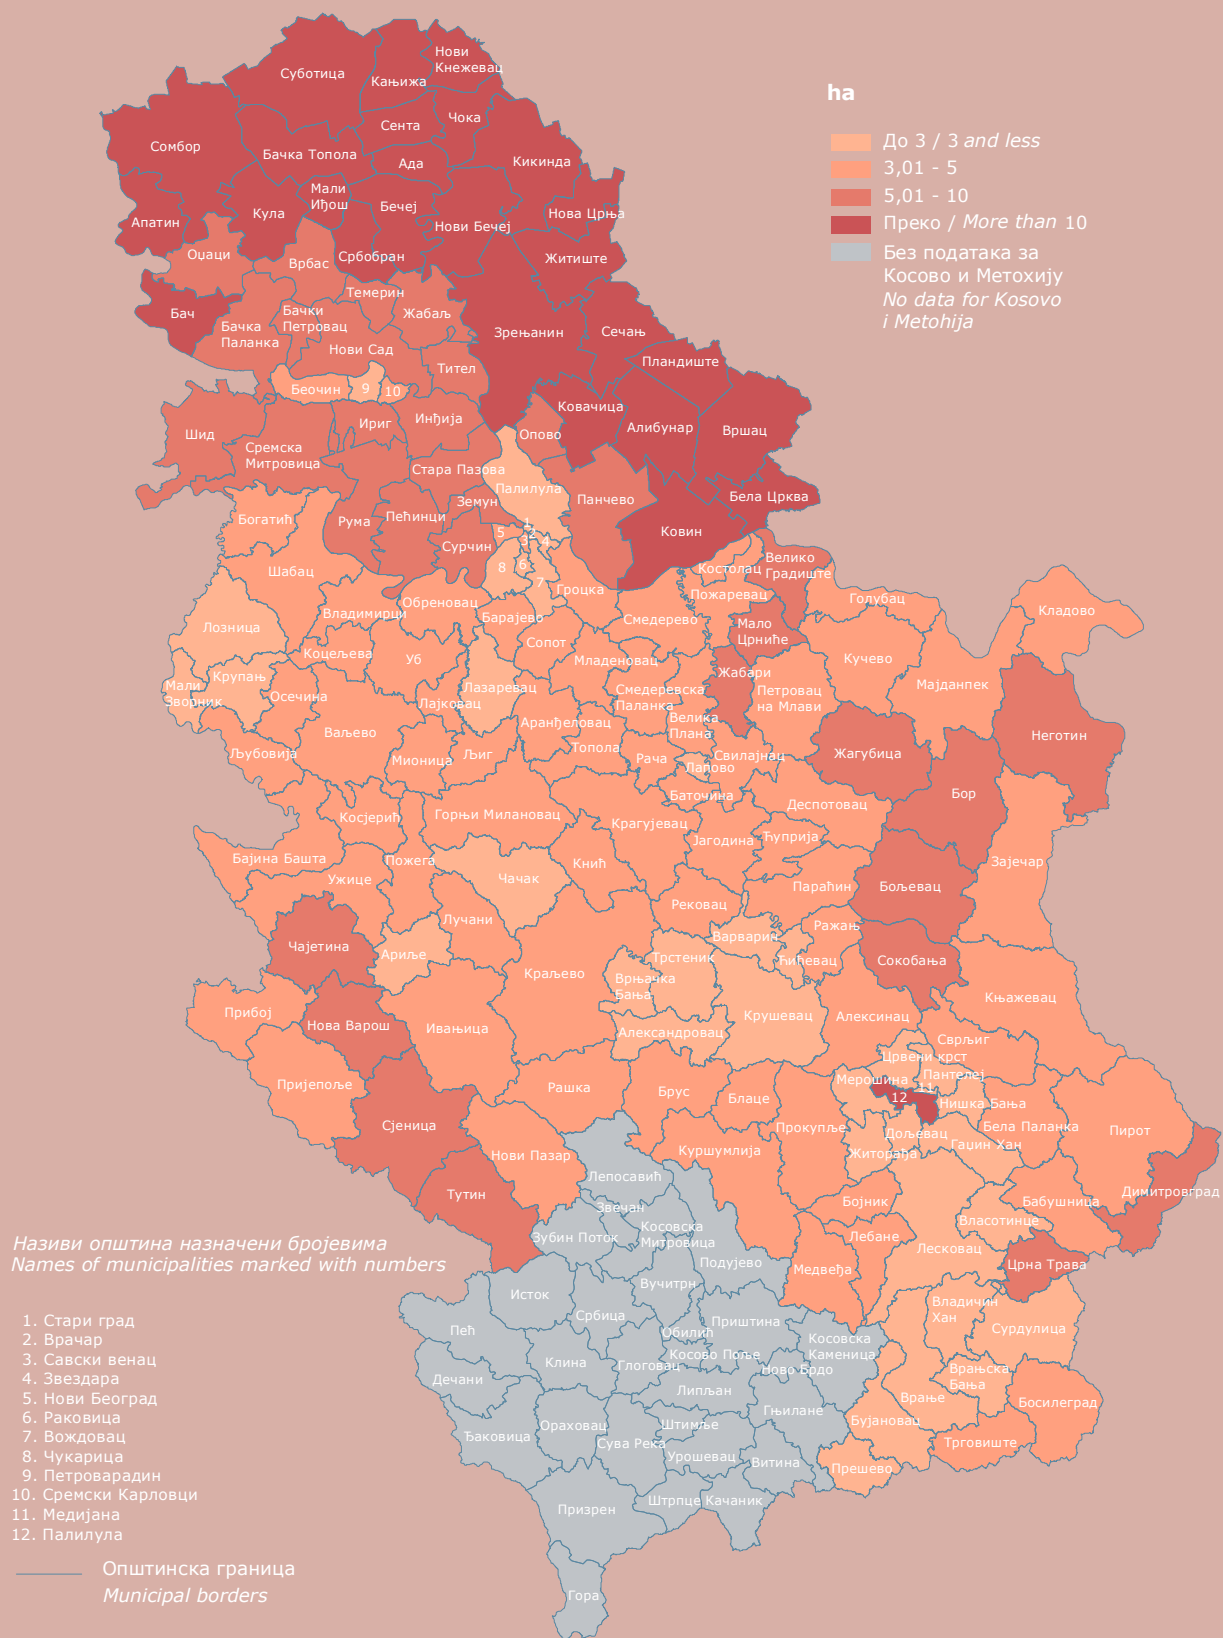 Нови
Кнежевац
Суботица
Кањижа
ha
Чока
Сента
До 3 / 3 and less
Сомбор
Бачка Топола
Ада
Кикинда
3,01 - 5
Мали
Иђош
5,01 - 10
Кула
Бечеј
Нова Црња
Апатин
Нови Бечеј
Преко / More than 10
Оџаци
Србобран
Житиште
Без података за
Косово и Метохију
No data for Kosovo
i Metohija
Врбас
Темерин
Бач
Бачки
Петровац
Жабаљ
Бачка
Паланка
Зрењанин
Сечањ
Нови Сад
Пландиште
Тител
Беочин
9
10
Ковачица
Ириг
Инђија
Алибунар
Вршац
Шид
Опово
Сремска
Митровица
Стара Пазова
Палилула
Панчево
Бела Црква
Земун
Богатић
Рума
Пећинци
1
2
3
4
5
Ковин
Сурчин
8
6
7
Велико
Градиште
Костолац
Шабац
Гроцка
Пожаревац
Голубац
Обреновац
Кладово
Владимирци
Барајево
Смедерево
Мало
Црниће
Лозница
Сопот
Коцељева
Уб
Младеновац
Кучево
Жабари
Крупањ
Мали
Зворник
Лазаревац
Мајданпек
Осечина
Смедеревска
Паланка
Петровац
на Млави
Лајковац
Велика
Плана
Аранђеловац
Ваљево
Неготин
Љубовија
Мионица
Љиг
Топола
Рача
Свилајнац
Лапово
Жагубица
Баточина
Бор
Деспотовац
Косјерић
Горњи Милановац
Крагујевац
Јагодина
Ћуприја
Бајина Башта
Пожега
Кнић
Зајечар
Ужице
Чачак
Параћин
Бољевац
Рековац
Лучани
Ражањ
Чајетина
Варварин
Ариље
Трстеник
Ћићевац
Сокобања
Краљево
Врњачка
Бања
Књажевац
Прибој
Нова Варош
Ивањица
Крушевац
Алексинац
Александровац
Сврљиг
Црвени крст
Пријепоље
Рашка
Брус
Мерошина
Пантелеј
11
Блаце
12
Нишка Бања
Сјеница
Прокупље
Дољевац
Бела Паланка
Пирот
Куршумлија
Житорађа
Гаџин Хан
Нови Пазар
Лепосавић
Тутин
Димитровград
Бојник
Бабушница
Звечан
Косовска
Митровица
Власотинце
Зубин Поток
Лебане
Називи општина назначени бројевима
Names of municipalities marked with numbers
Лесковац
Подујево
Медвеђа
Црна Трава
Вучитрн
Исток
Владичин
Хан
Србица
Приштина
1. Стари град
2. Врачар
3. Савски венац
4. Звездара
5. Нови Београд
6. Раковица
7. Вождовац
8. Чукарица
9. Петроварадин
10. Сремски Карловци
11. Медијана
12. Палилула
Пећ
Обилић
Сурдулица
Косовска
Каменица
Косово Поље
Клина
Глоговац
Ново Брдо
Дечани
Врањска
Бања
Липљан
Врање
Босилеград
Гњилане
Бујановац
Ораховац
Штимље
Ђаковица
Сува Река
Трговиште
Урошевац
Витина
Прешево
Штрпце
Качаник
Призрен
Општинска граница
Municipal borders
Гора